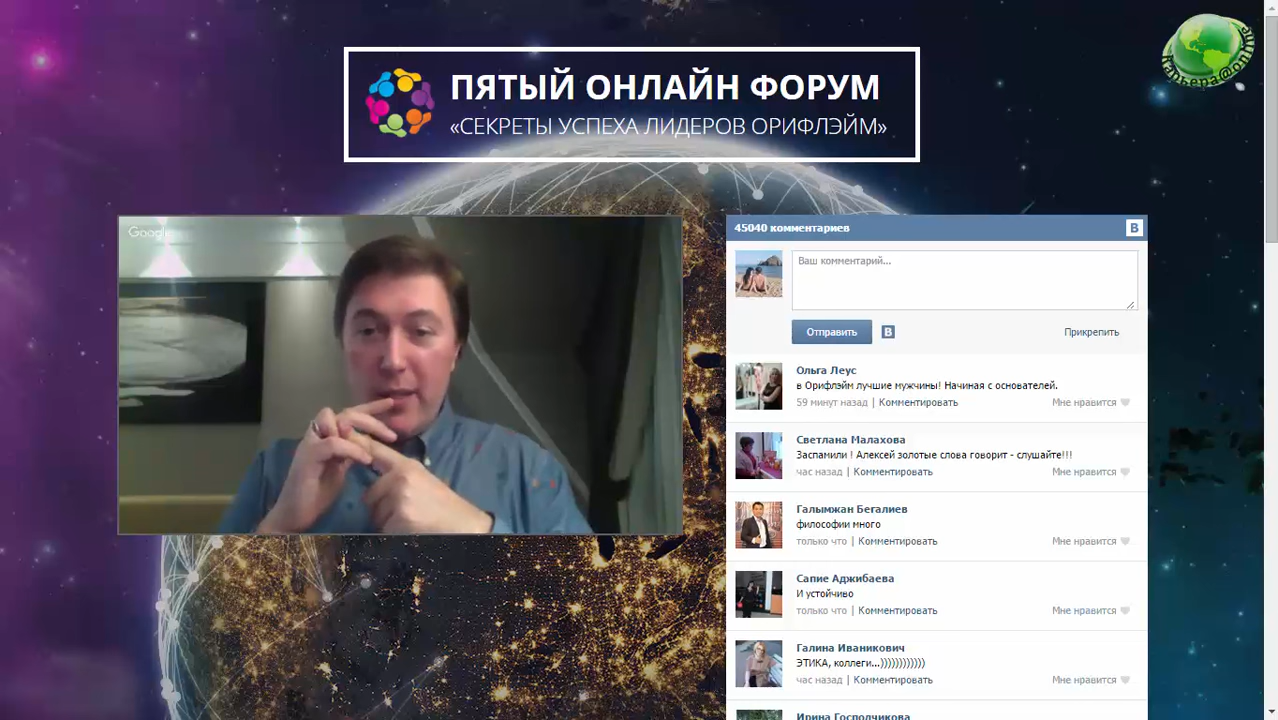 ПЯТЫЙ ОНЛАЙН ФОРУМ
«СЕКРЕТЫ УСПЕХА ЛИДЕРОВ ОРИФЛЭЙМ»
карьера@online
Google
45040 комментариев
В
Ваш комментарий...
Отправить
В
Прикрепить
Ольга Леус
в Орифлэйм лучшие мужчины! Начиная с основателей.
59 минут назад | Комментировать
Мне нравится
Светлана Малахова
Заспамили ! Алексей золотые слова говорит - слушайте!!!
час назад | Комментировать
Мне нравится
Галымжан Бегалиев
философии много
только что | Комментировать
Мне нравится
Сапие Аджибаева
И устойчиво
только что | Комментировать
Мне нравится
Галина Иваникович
ЭТИКА, коллеги...))))))))))))
час назад | Комментировать
Мне нравится
Ирина Господчикова